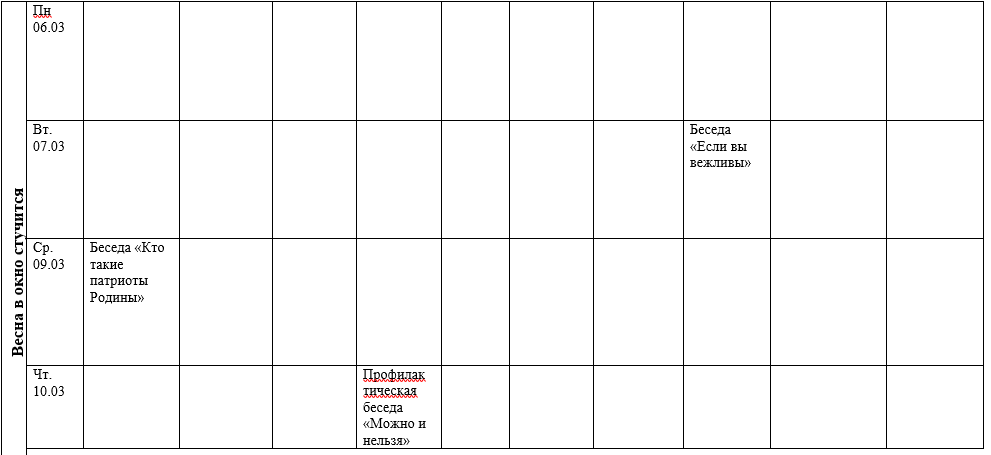 Весна в окно стучится
Пн
06.03
Вт.
07.03
Беседа
«Если вы
вежливы»
Ср.
09.03
Беседа «Кто
такие
патриоты
Родины»
Чт.
10.03
Профилак
тическая
беседа
«Можно и
нельзя»